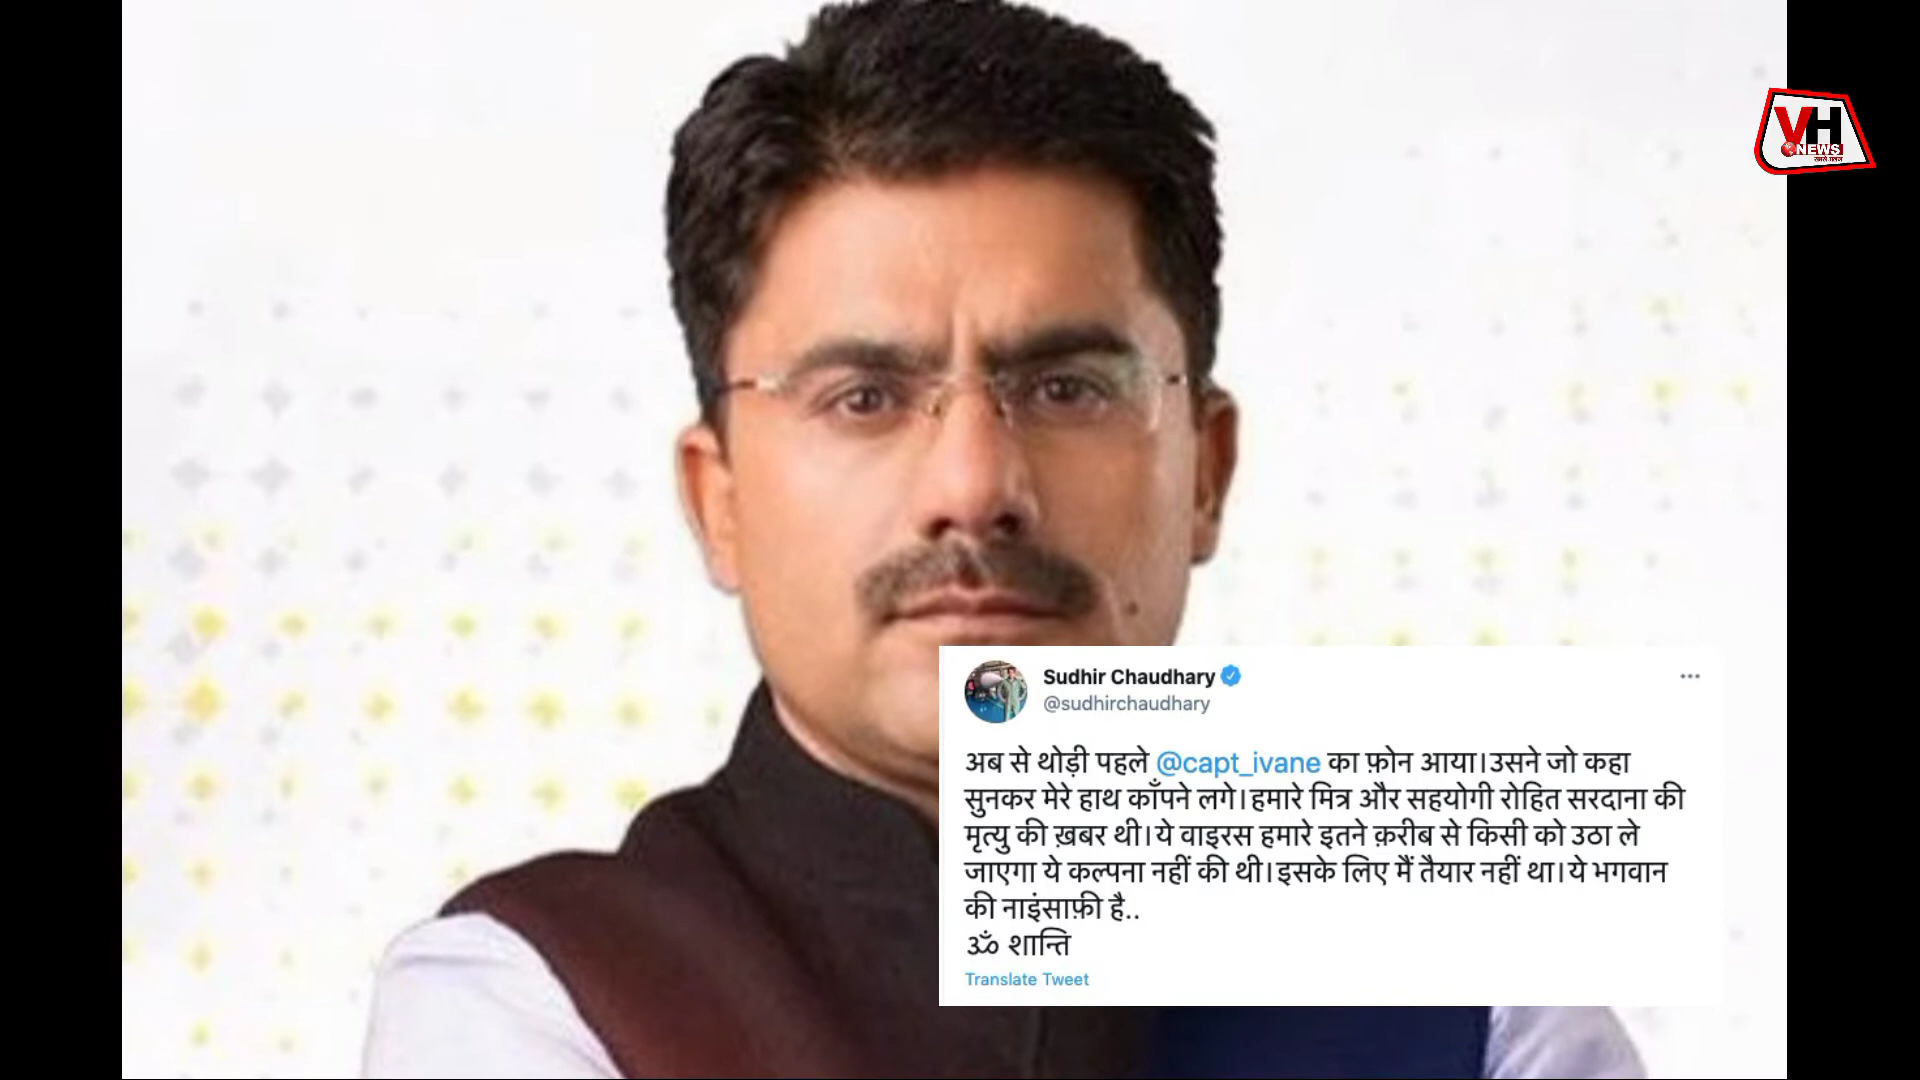 VH
NEWS
Sudhir Chaudhary
@sudhirchaudhary
अब से थोड़ी पहले @capt_ivane का फ़ोन आया।उसने जो कहा
सुनकर मेरे हाथ काँपने लगे।हमारे मित्र और सहयोगी रोहित सरदाना की
मृत्यु की ख़बर थी।ये वाइरस हमारे इतने क़रीब से किसी को उठा ले
जाएगा ये कल्पना नहीं की थी।इसके लिए मैं तैयार नहीं था।ये भगवान
की नाइंसाफ़ी है..
ॐ शान्ति
Translate Tweet